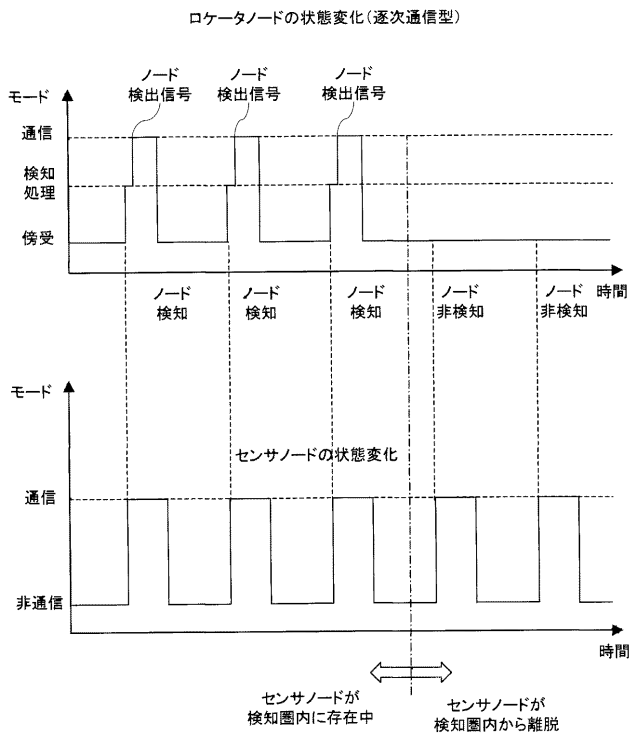 ロケータノードの状態変化(逐次通信型)
ノード
検出信号
ノード
検出信号
ノード
検出信号
モード
通信
検知
処理
傍受
ノード
検知
ノード
検知
ノード
検知
ノード
非検知
ノード
非検知
時間
モード
センサノードの状態変化
通信
非通信
時間
センサノードが
検知圏内に存在中
センサノードが
検知圏内から離脱